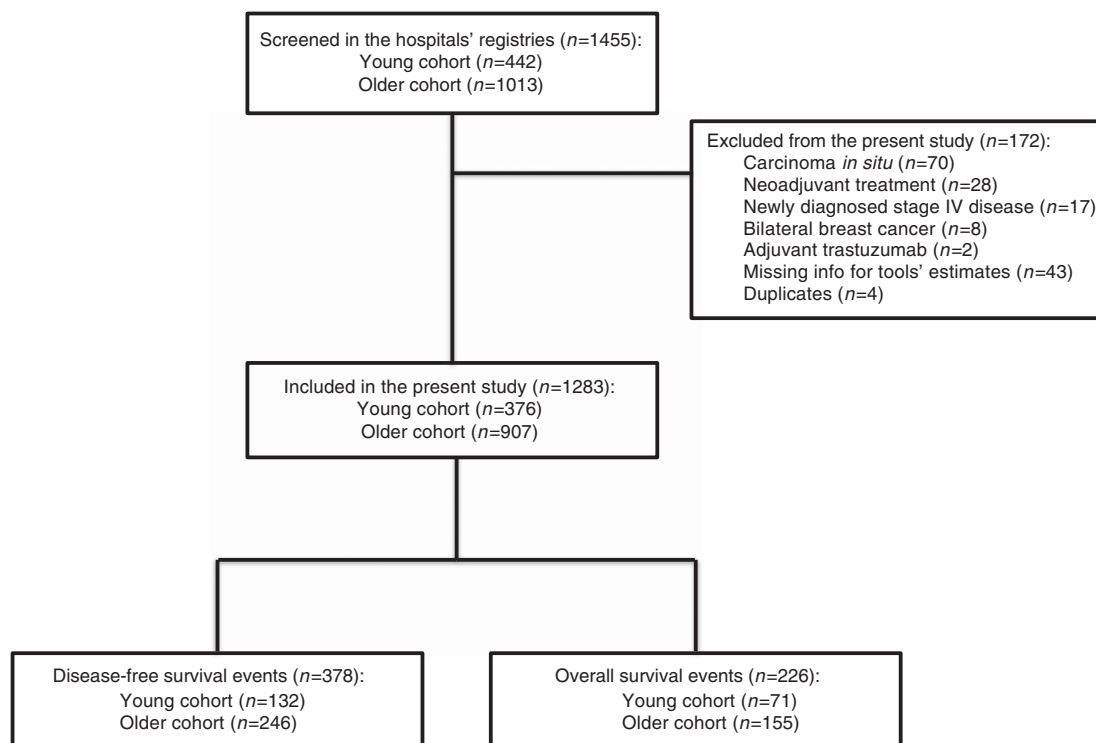 Screened in the hospitals’ registries (n=1455):
Young cohort (n=442)
Older cohort (n=1013)
Excluded from the present study (n=172):
Carcinoma in situ (n=70)
Neoadjuvant treatment (n=28)
Newly diagnosed stage IV disease (n=17)
Bilateral breast cancer (n=8)
Adjuvant trastuzumab (n=2)
Missing info for tools’ estimates (n=43)
Duplicates (n=4)
Included in the present study (n=1283):
Young cohort (n=376)
Older cohort (n=907)
Disease-free survival events (n=378):
Young cohort (n=132)
Older cohort (n=246)
Overall survival events (n=226):
Young cohort (n=71)
Older cohort (n=155)